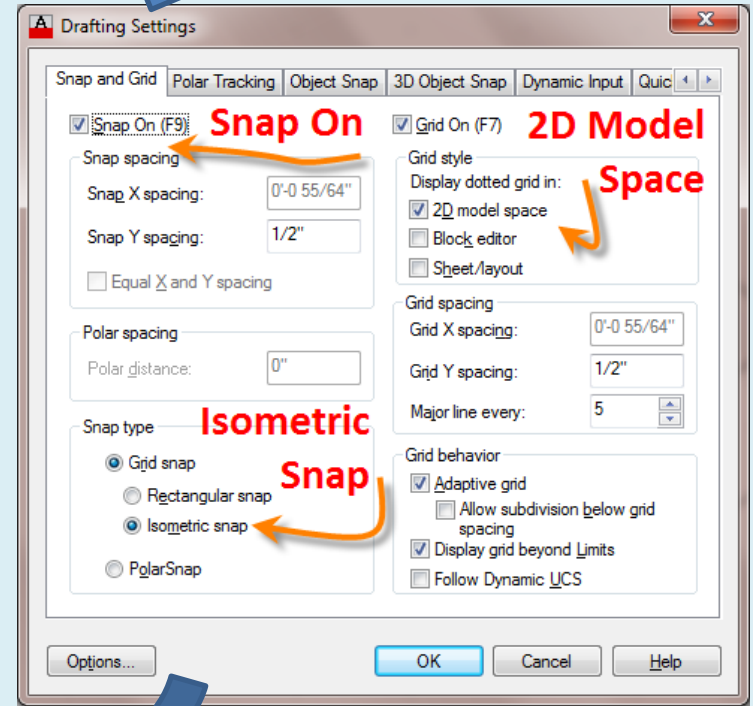 Drafting Settings
Snap and Grid Polar Tracking Object Snap 3D Object Snap Dynamic Input Quic
Snap On (F9)
Snap On
Snap spacing
Snap X spacing: 0'-0 55/64"
Snap Y spacing: 1/2"
Equal X and Y spacing
Polar spacing
Polar distance: 0"
Snap type
Isometric
Snap
Grid snap
Rectangular snap
Isometric snap
PolarSnap
Grid On (F7)
2D Model
Space
Grid style
Display dotted grid in:
2D model space
Block editor
Sheet/layout
Grid spacing
Grid X spacing: 0'-0 55/64"
Grid Y spacing: 1/2"
Major line every: 5
Grid behavior
Adaptive grid
Allow subdivision below grid
spacing
Display grid beyond Limits
Follow Dynamic UCS
Options... OK Cancel Help